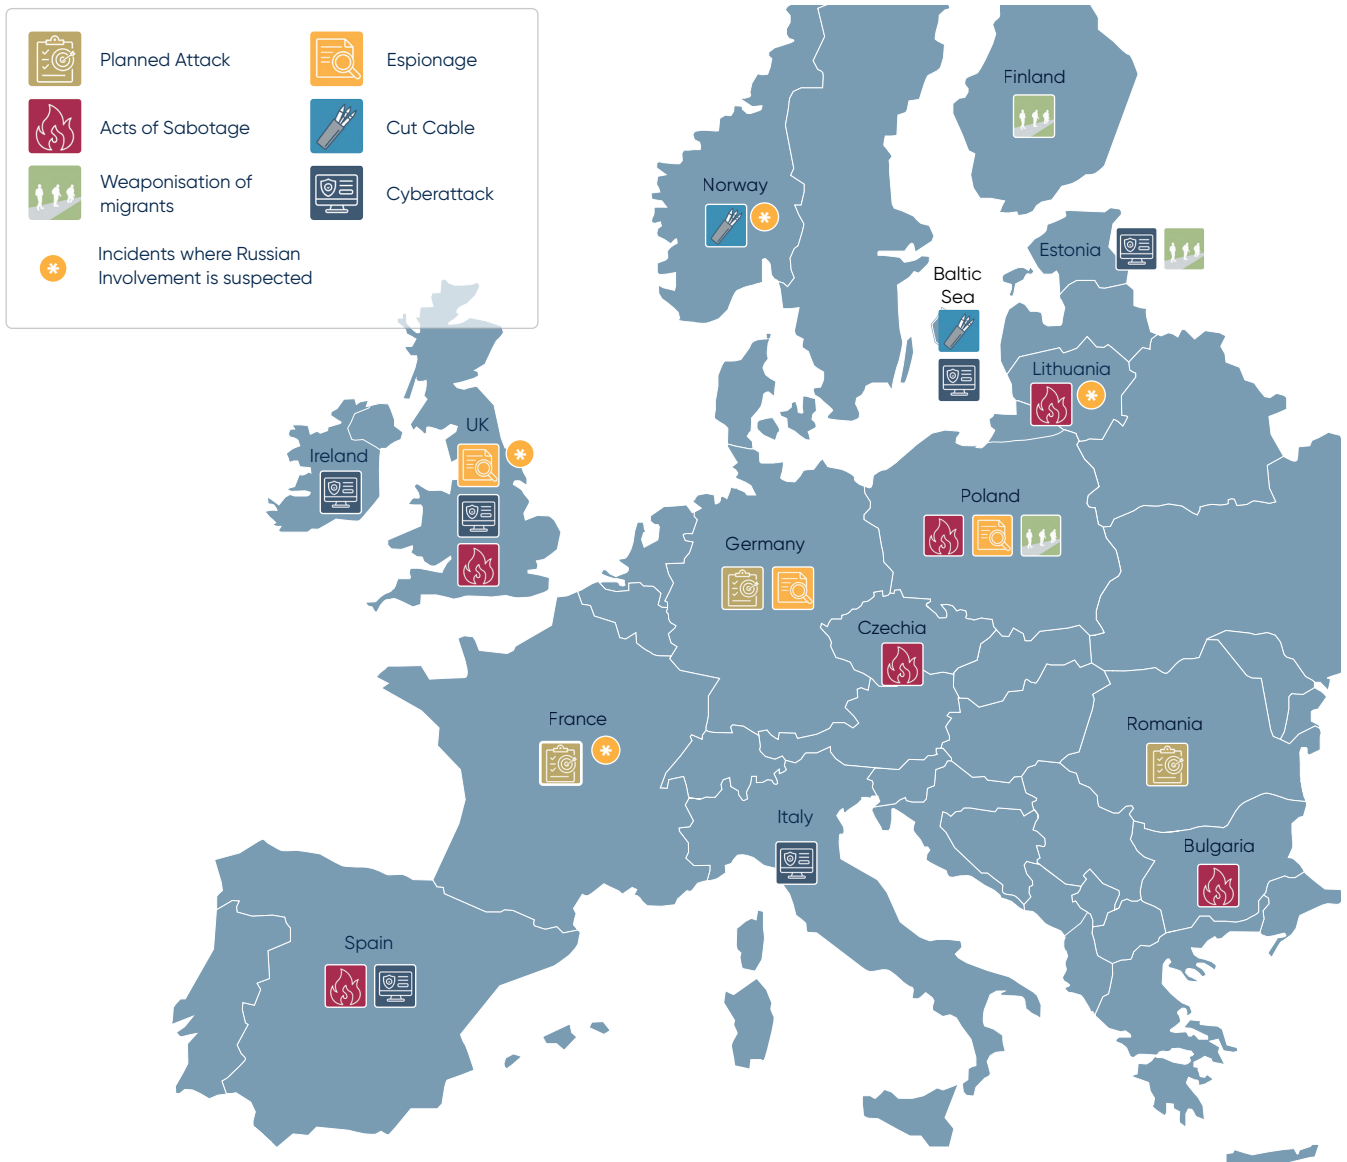 Planned Attack
Espionage
Acts of Sabotage
Cut Cable
Weaponisation of
migrants
Cyberattack
Incidents where Russian
Involvement is suspected
Finland
Norway
Estonia
Baltic
Sea
Lithuania
UK
Ireland
Poland
Germany
Czechia
France
Romania
Italy
Bulgaria
Spain